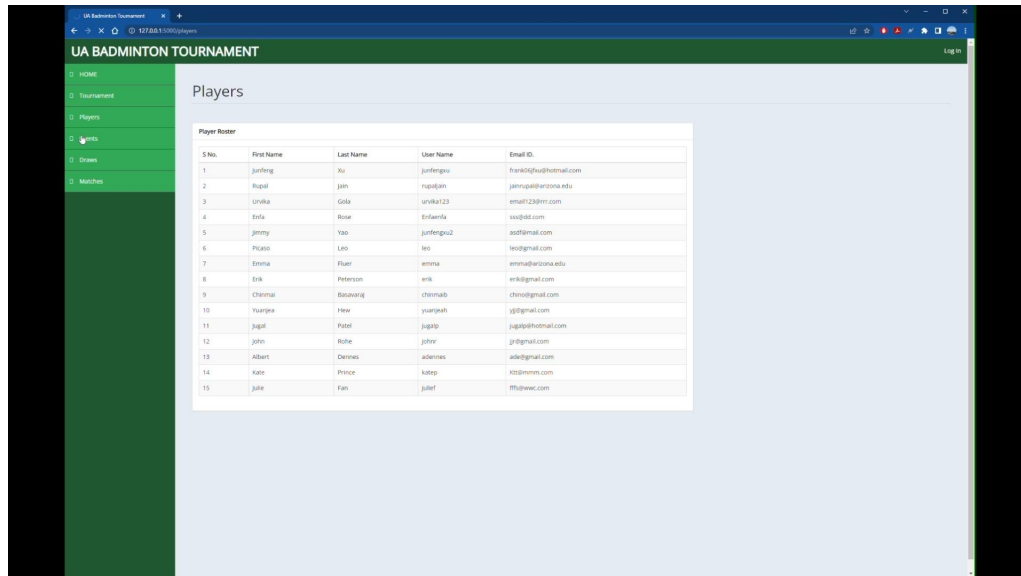 UA Badminton Tournament
127.0.0.1:5000/players
UA BADMINTON TOURNAMENT
Log In
HOME
Tournament
Players
Events
Draws
Matches
Players
Player Roster
S No. First Name Last Name User Name Email ID.
1 Junfeng Xu junfengxu frank06jfxu@hotmail.com
2 Rupal Jain rupaljain jainrupal@arizona.edu
3 Urvika Gola urvika123 email123@rrr.com
4 Enfa Rose Enfaenfa sss@dd.com
5 Jimmy Yao junfengxu2 asdf@mail.com
6 Picaso Leo leo leo@gmail.com
7 Emma Fluer emma emma@arizona.edu
8 Erik Peterson erik erik@gmail.com
9 Chinmai Basavaraj chinmaib chino@gmail.com
10 Yuanjea Hew yuanjeah yjj@gmail.com
11 Jugal Patel jugalp jugalp@hotmail.com
12 John Rohe johnr jjr@gmail.com
13 Albert Dennes adennes ade@gmail.com
14 Kate Prince katep Ktt@mmm.com
15 Julie Fan julief fffs@wwc.com